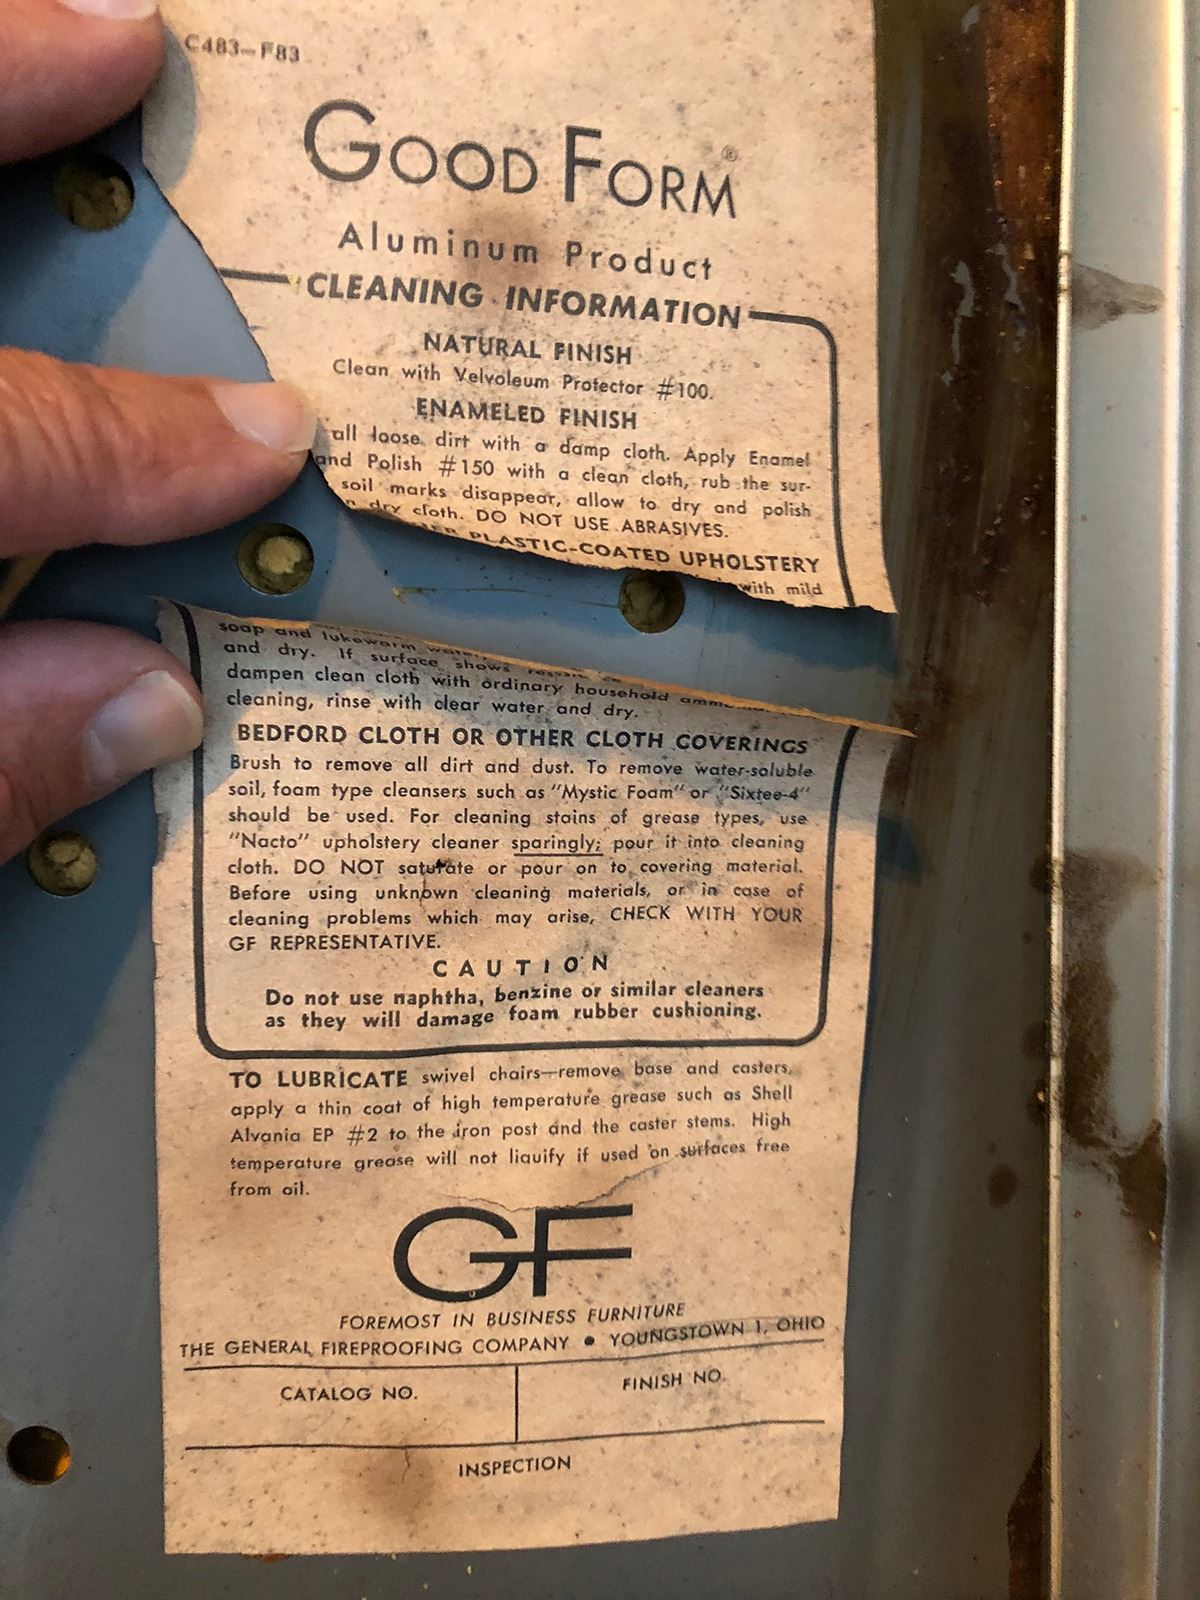 C483—F83
GOOD FORM®
Aluminum Product
CLEANING INFORMATION
NATURAL FINISH
Clean with Velvoleum Protector #100.
ENAMELED FINISH
all loose dirt with a damp cloth. Apply Enamel
and Polish #150 with a clean cloth, rub the sur-
soil marks disappear, allow to dry and polish
dry cloth. DO NOT USE ABRASIVES.
PLASTIC-COATED UPHOLSTERY
with mild
soap and lukewarm water,
and dry. If surface shows
dampen clean cloth with ordinary household
cleaning, rinse with clear water and dry.
BEDFORD CLOTH OR OTHER CLOTH COVERINGS
Brush to remove all dirt and dust. To remove water-soluble
soil, foam type cleansers such as "Mystic Foam" or "Sixtee-4"
should be used. For cleaning stains of grease types, use
"Nacto" upholstery cleaner sparingly; pour it into cleaning
cloth. DO NOT saturate or pour on to covering material.
Before using unknown cleaning materials, or in case of
cleaning problems which may arise, CHECK WITH YOUR
GF REPRESENTATIVE.
CAUTION
Do not use naphtha, benzine or similar cleaners
as they will damage foam rubber cushioning.
TO LUBRICATE swivel chairs—remove base and casters,
apply a thin coat of high temperature grease such as Shell
Alvania EP #2 to the iron post and the caster stems. High
temperature grease will not liquify if used on surfaces free
from oil.
GF
FOREMOST IN BUSINESS FURNITURE
THE GENERAL FIREPROOFING COMPANY • YOUNGSTOWN 1, OHIO
CATALOG NO. FINISH NO.
INSPECTION